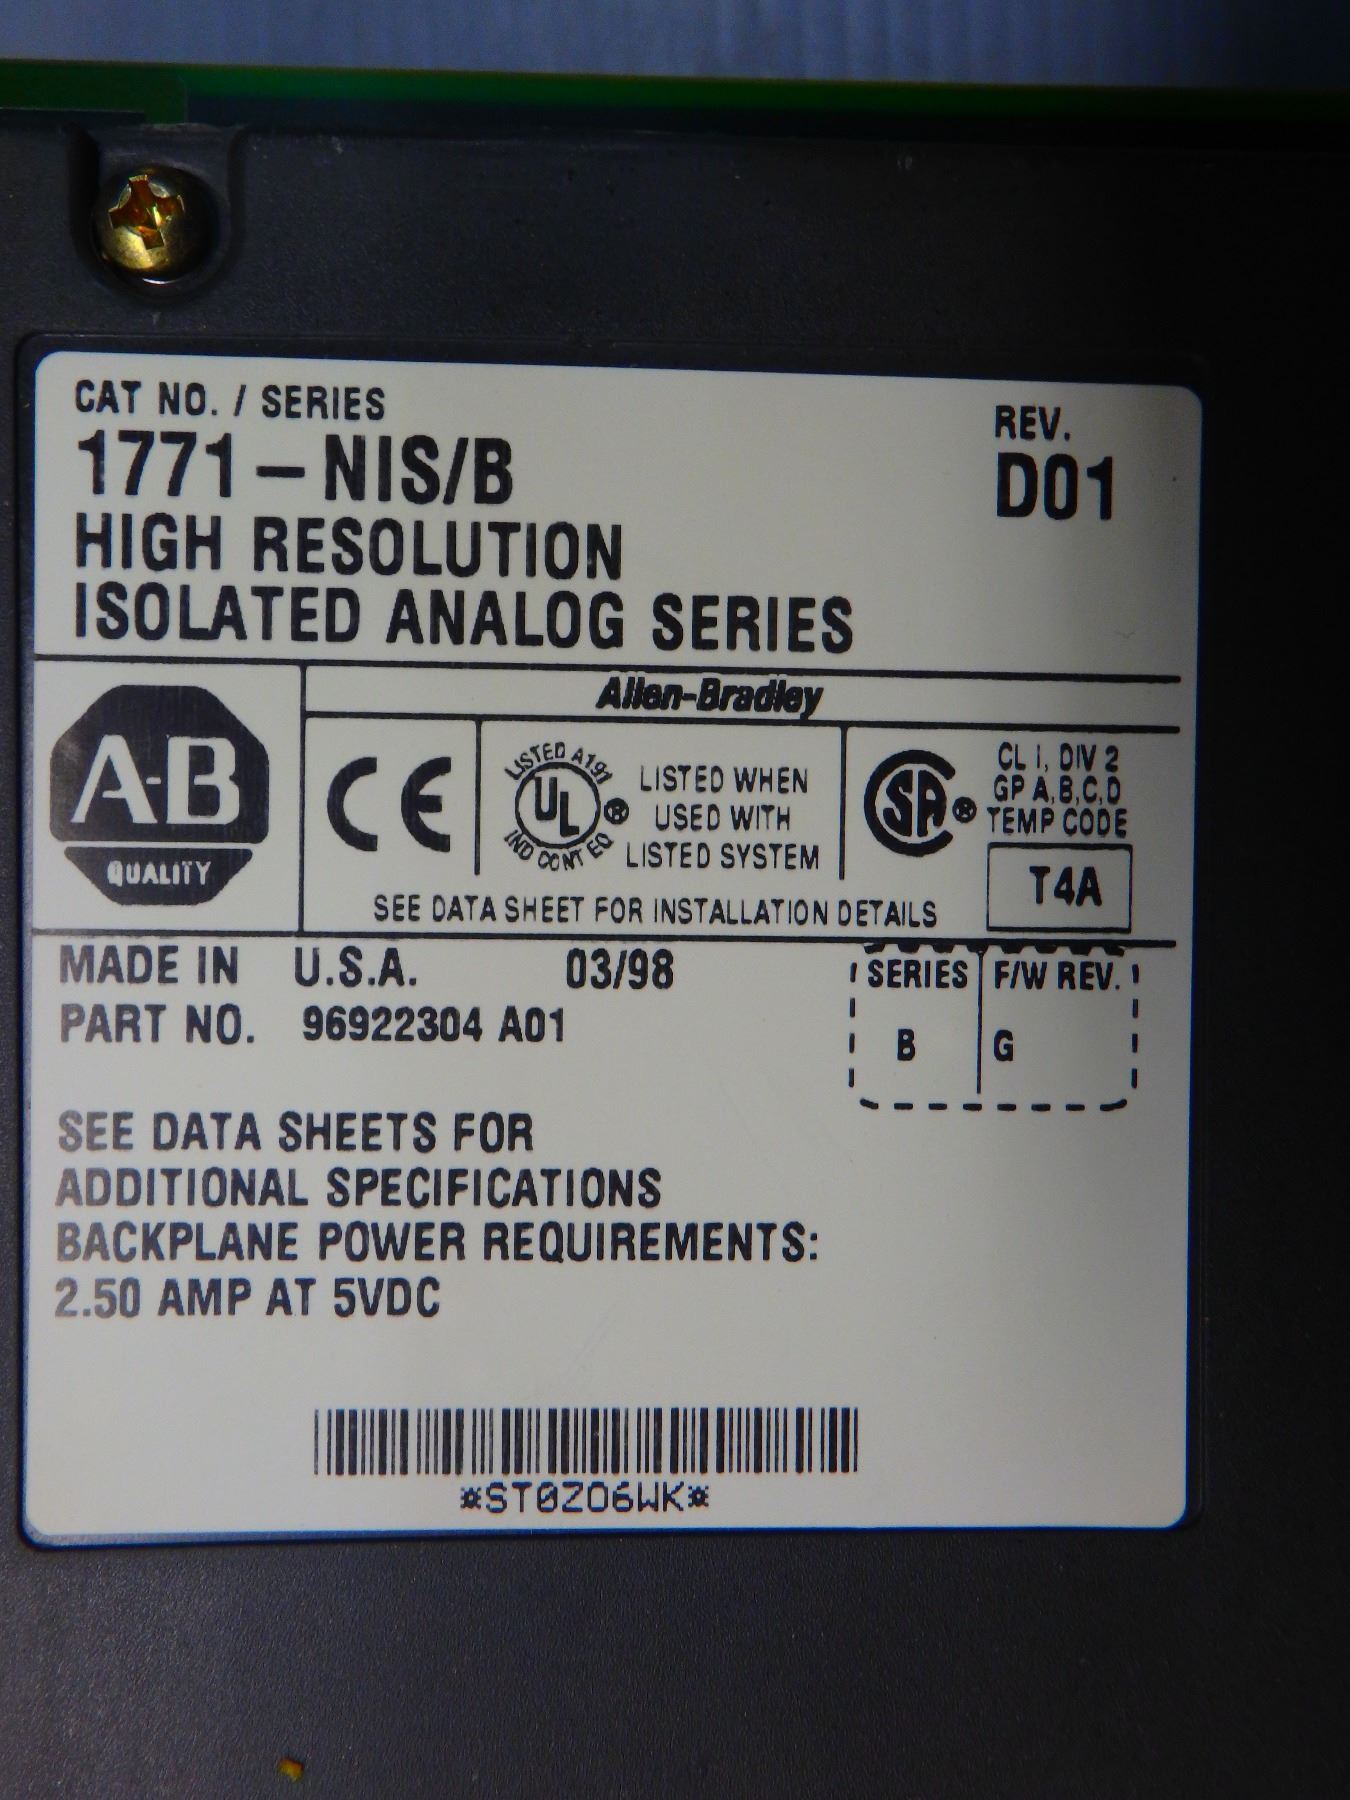 CAT NO. / SERIES
1771-NIS/B
HIGH RESOLUTION
ISOLATED ANALOG SERIES
REV.
D01
Allen-Bradley
A-B
QUALITY
CE
LISTED A191
UL
IND CONT EQ
®
LISTED WHEN
USED WITH
LISTED SYSTEM
SA
®
CL I, DIV 2
GP A,B,C,D
TEMP CODE
T4A
SEE DATA SHEET FOR INSTALLATION DETAILS
MADE IN U.S.A. 03/98
PART NO. 96922304 A01
SERIES F/W REV.
B G
SEE DATA SHEETS FOR
ADDITIONAL SPECIFICATIONS
BACKPLANE POWER REQUIREMENTS:
2.50 AMP AT 5VDC
*ST0ZO6WK*